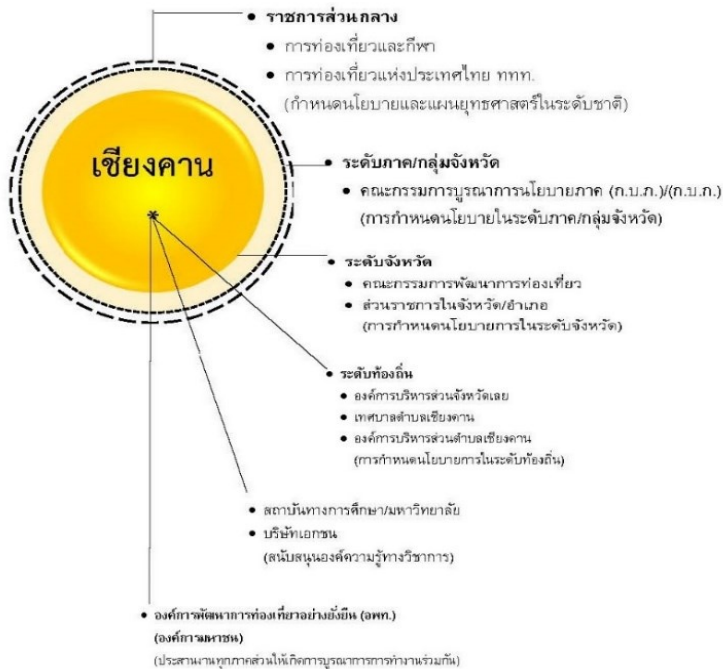 • ราชการส่วนกลาง
• การท่องเที่ยวและกีฬา
• การท่องเที่ยวแห่งประเทศไทย ททท.
(กำหนดนโยบายและแผนยุทธศาสตร์ในระดับชาติ)
เชียงคาน
*
• ระดับภาค/กลุ่มจังหวัด
• คณะกรรมการบูรณาการนโยบายภาค (ก.บ.ภ.)/(ก.บ.ก.)
(การกำหนดนโยบายในระดับภาค/กลุ่มจังหวัด)
• ระดับจังหวัด
• คณะกรรมการพัฒนาการท่องเที่ยว
• ส่วนราชการในจังหวัด/อำเภอ
(การกำหนดนโยบายการในระดับจังหวัด)
• ระดับท้องถิ่น
• องค์การบริหารส่วนจังหวัดเลย
• เทศบาลตำบลเชียงคาน
• องค์การบริหารส่วนตำบลเชียงคาน
(การกำหนดนโยบายการในระดับท้องถิ่น)
• สถาบันทางการศึกษา/มหาวิทยาลัย
• บริษัทเอกชน
(สนับสนุนองค์ความรู้ทางวิชาการ)
• องค์การพัฒนาการท่องเที่ยวอย่างยั่งยืน (อพท.)
(องค์การมหาชน)
(ประสานงานทุกภาคส่วนให้เกิดการบูรณาการการทำงานร่วมกัน)